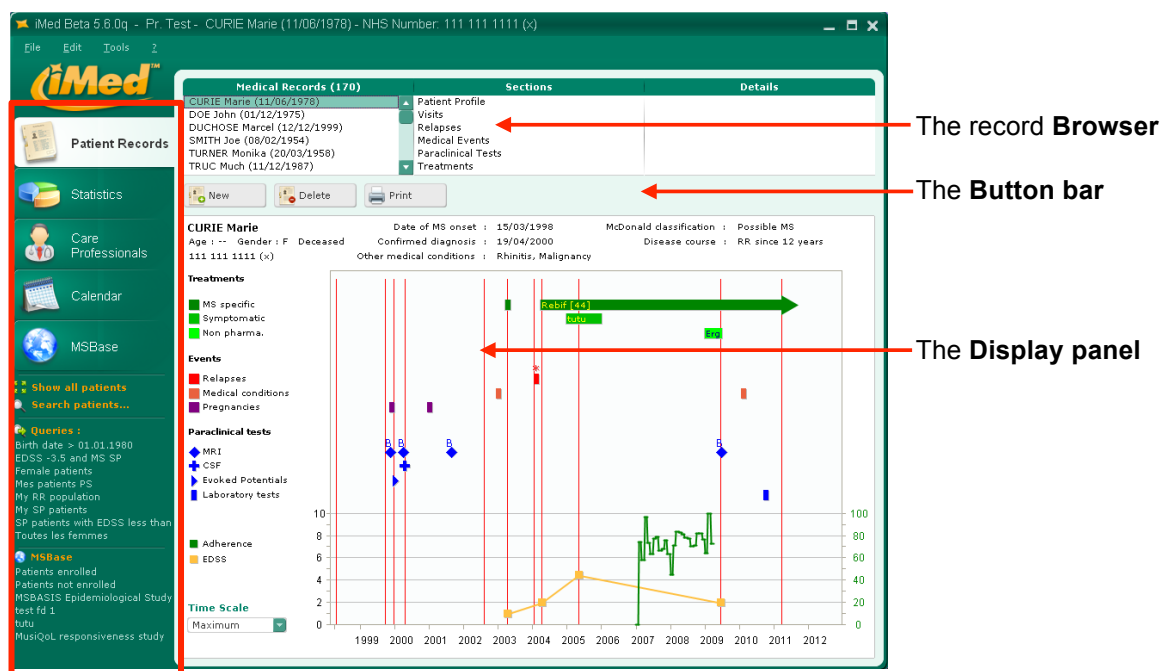 iMed Beta 5.6.0q - Pr. Test - CURIE Marie (11/06/1978) - NHS Number: 111 111 1111 (x)
File Edit Tools ?
iMed™
Medical Records (170) Sections Details
CURIE Marie (11/06/1978)
DOE John (01/12/1975)
DUCHOSE Marcel (12/12/1999)
SMITH Joe (08/02/1954)
TURNER Monika (20/03/1958)
TRUC Much (11/12/1987)
Patient Profile
Visits
Relapses
Medical Events
Paraclinical Tests
Treatments
The record Browser
New Delete Print
The Button bar
Patient Records
Statistics
Care
Professionals
Calendar
MSBase
Show all patients
Search patients...
Queries :
Birth date > 01.01.1980
EDSS -3.5 and MS SP
Female patients
Mes patients PS
My RR population
My SP patients
SP patients with EDSS less than
Toutes les femmes
MSBase
Patients enrolled
Patients not enrolled
MSBASIS Epidemiological Study
test fd 1
tutu
MusiQoL responsiveness study
CURIE Marie Date of MS onset : 15/03/1998 McDonald classification : Possible MS
Age : -- Gender : F Deceased Confirmed diagnosis : 19/04/2000 Disease course : RR since 12 years
111 111 1111 (x) Other medical conditions : Rhinitis, Malignancy
Treatments
MS specific
Symptomatic
Non pharma.
Rebif [44]
tutu
Erg
The Display panel
Events
Relapses
*
Medical conditions
Pregnancies
Paraclinical tests
MRI
CSF
Evoked Potentials
Laboratory tests
B B B B
Adherence
EDSS
10 100
8 80
6 60
4 40
2 20
0 0
Time Scale
Maximum
1999 2000 2001 2002 2003 2004 2005 2006 2007 2008 2009 2010 2011 2012